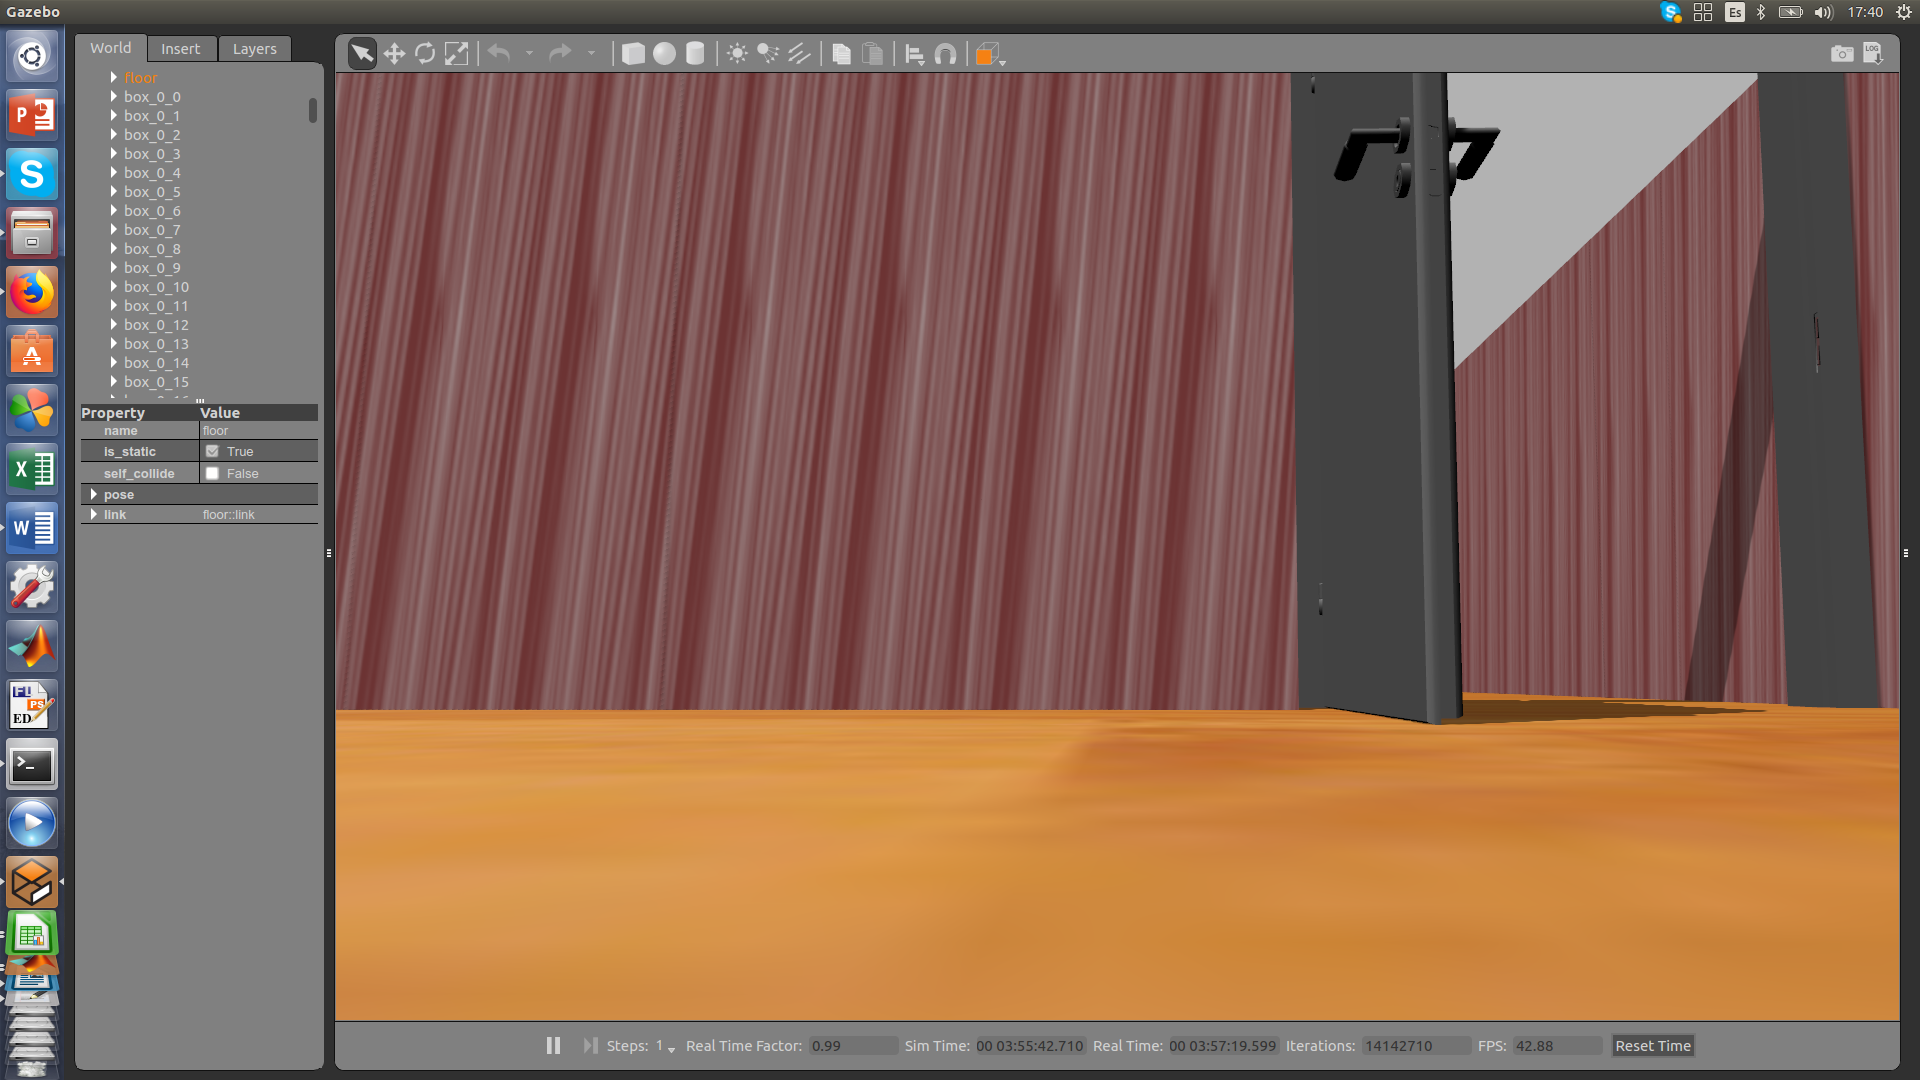 Gazebo
Es
17:40
World
Insert
Layers
LOG
floor
box_0_0
box_0_1
box_0_2
box_0_3
box_0_4
box_0_5
box_0_6
box_0_7
box_0_8
box_0_9
box_0_10
box_0_11
box_0_12
box_0_13
box_0_14
box_0_15
Property Value
name floor
is_static True
self_collide False
pose
link floor::link
Steps: 1 Real Time Factor: 0.99 Sim Time: 00 03:55:42.710 Real Time: 00 03:57:19.599 Iterations: 14142710 FPS: 42.88 Reset Time